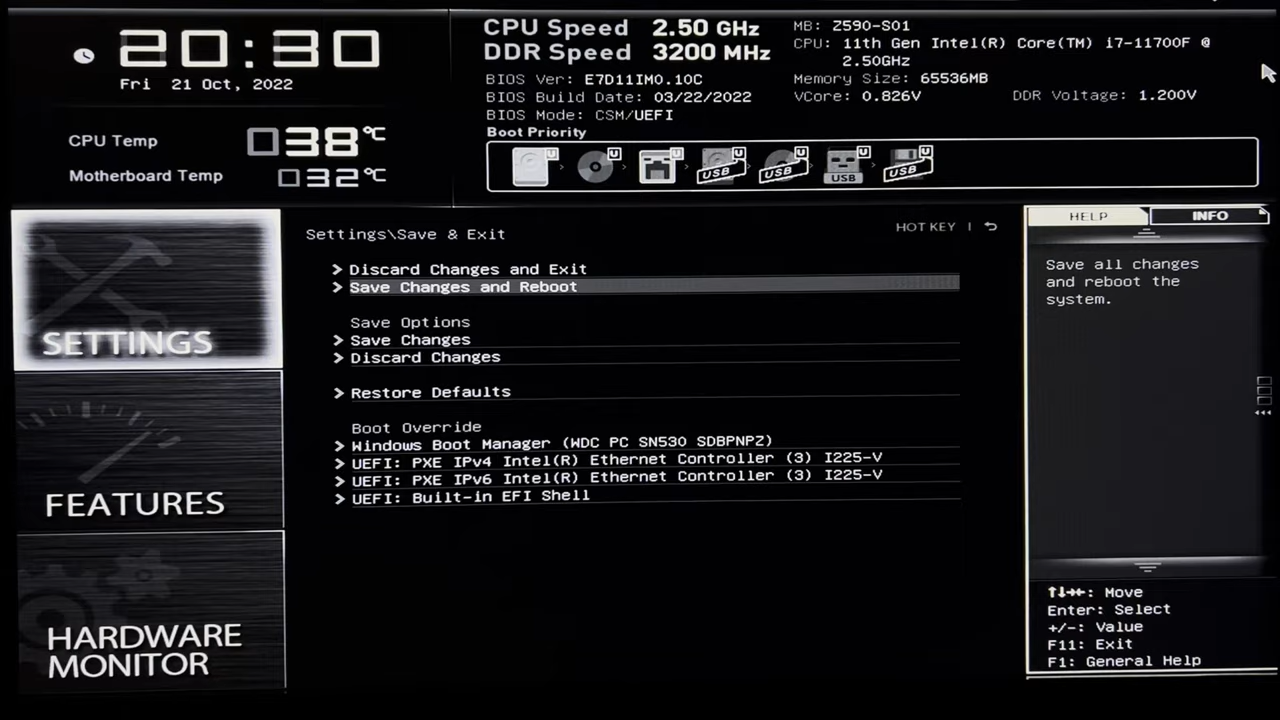 20:30
Fri 21 Oct, 2022
CPU Temp 38°C
Motherboard Temp 32°C
CPU Speed 2.50 GHz
DDR Speed 3200 MHz
BIOS Ver: E7D11IM0.10C
BIOS Build Date: 03/22/2022
BIOS Mode: CSM/UEFI
Boot Priority
MB: Z590-S01
CPU: 11th Gen Intel(R) Core(TM) i7-11700F @
2.50GHz
Memory Size: 65536MB
VCore: 0.826V
DDR Voltage: 1.200V
U U U U U U U
USB USB USB USB
SETTINGS
FEATURES
HARDWARE
MONITOR
Settings\Save & Exit
HOT KEY |
> Discard Changes and Exit
> Save Changes and Reboot
Save Options
> Save Changes
> Discard Changes
> Restore Defaults
Boot Override
> Windows Boot Manager (WDC PC SN530 SDBPNPZ)
> UEFI: PXE IPv4 Intel(R) Ethernet Controller (3) I225-V
> UEFI: PXE IPv6 Intel(R) Ethernet Controller (3) I225-V
> UEFI: Built-in EFI Shell
HELP
INFO
Save all changes
and reboot the
system.
↑↓→←: Move
Enter: Select
+/-: Value
F11: Exit
F1: General Help